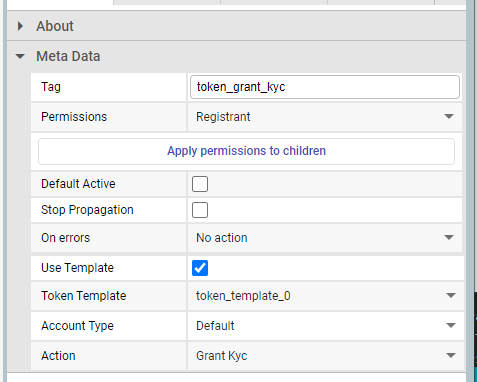 About
Meta Data
Tag token_grant_kyc
Permissions Registrant
Apply permissions to children
Default Active
Stop Propagation
On errors No action
Use Template
Token Template token_template_0
Account Type Default
Action Grant Kyc